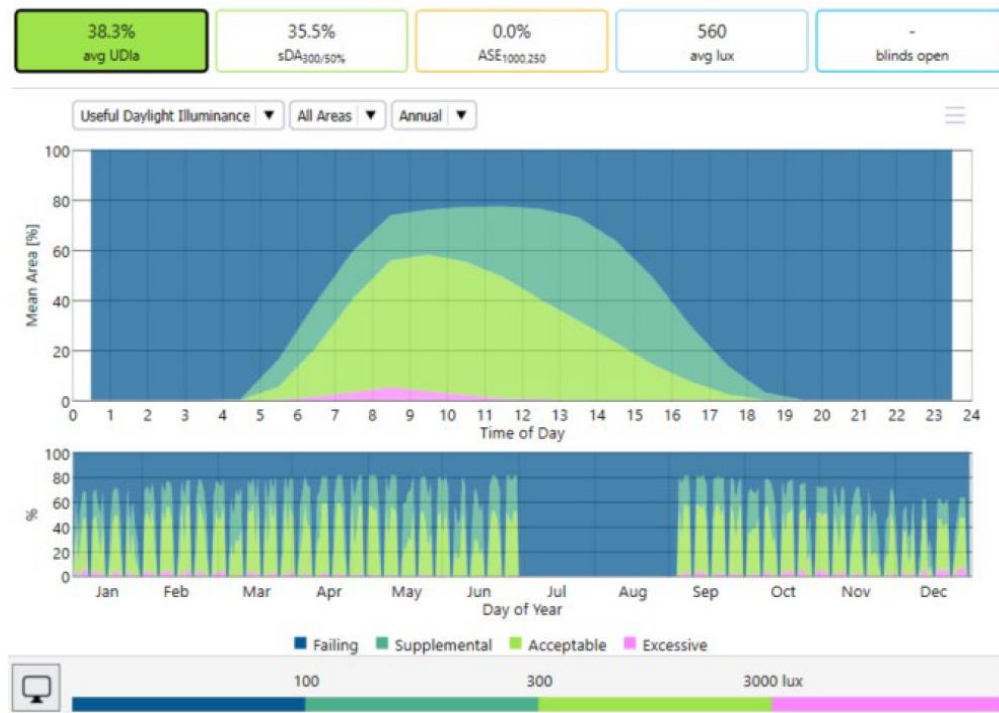 38.3% 35.5% 0.0% 560 -
avg UDIa sDA300/50% ASE1000,250 avg lux blinds open
Useful Daylight Illuminance ▼ All Areas ▼ Annual ▼
100
80
60
40
20
0
Mean Area [%]
0 1 2 3 4 5 6 7 8 9 10 11 12 13 14 15 16 17 18 19 20 21 22 23 24
Time of Day
100
80
60
40
20
0
%
Jan Feb Mar Apr May Jun Jul Aug Sep Oct Nov Dec
Day of Year
Failing Supplemental Acceptable Excessive
100 300 3000 lux